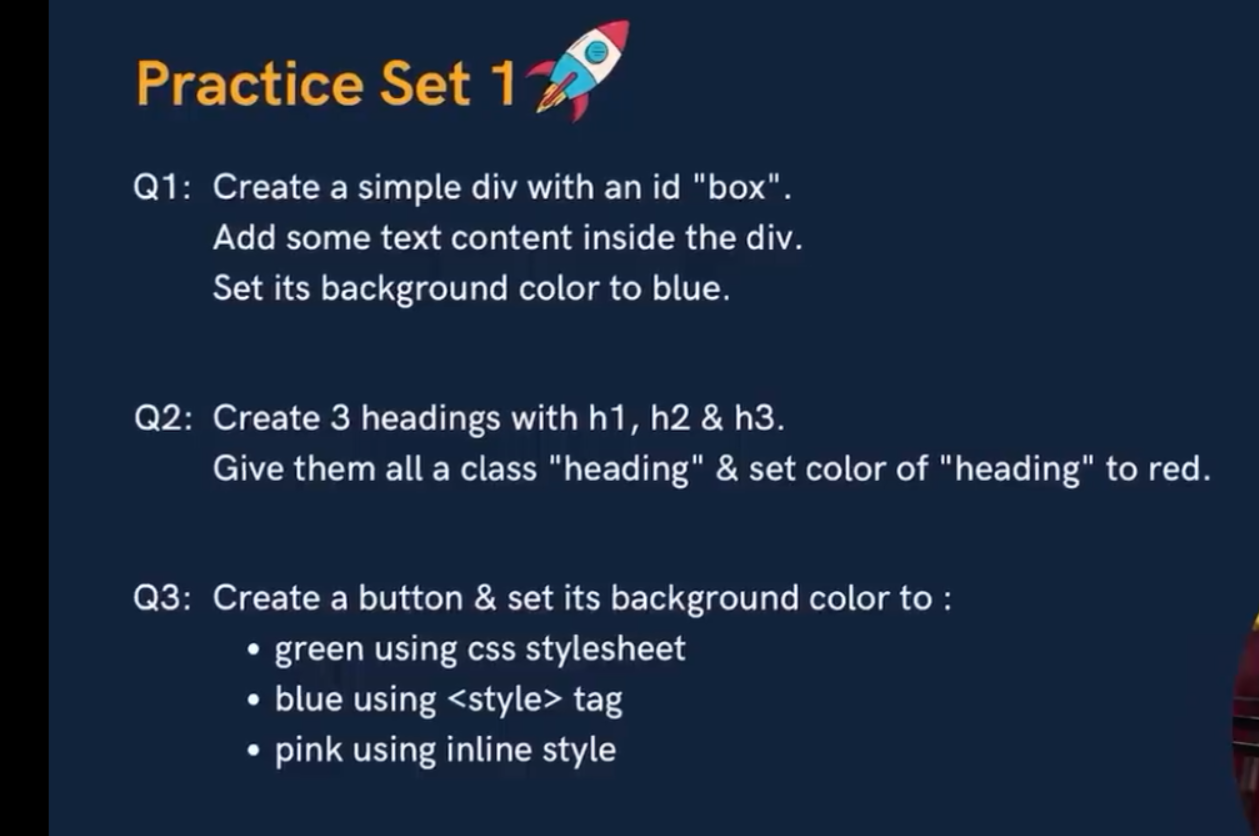 Practice Set 1
Q1: Create a simple div with an id "box".
Add some text content inside the div.
Set its background color to blue.
Q2: Create 3 headings with h1, h2 & h3.
Give them all a class "heading" & set color of "heading" to red.
Q3: Create a button & set its background color to :
• green using css stylesheet
• blue using <style> tag
• pink using inline style